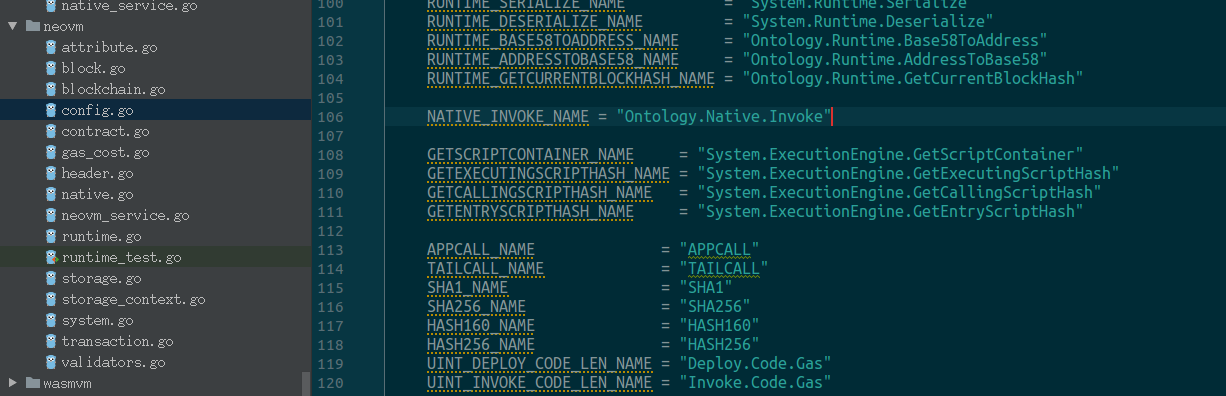 native_service.go
neovm
attribute.go
block.go
blockchain.go
config.go
contract.go
gas_cost.go
header.go
native.go
neovm_service.go
runtime.go
runtime_test.go
storage.go
storage_context.go
system.go
transaction.go
validators.go
wasmvm
100 RUNTIME_SERIALIZE_NAME = "System.Runtime.Serialize"
101 RUNTIME_DESERIALIZE_NAME = "System.Runtime.Deserialize"
102 RUNTIME_BASE58TOADDRESS_NAME = "Ontology.Runtime.Base58ToAddress"
103 RUNTIME_ADDRESSTOBASE58_NAME = "Ontology.Runtime.AddressToBase58"
104 RUNTIME_GETCURRENTBLOCKHASH_NAME = "Ontology.Runtime.GetCurrentBlockHash"
105
106 NATIVE_INVOKE_NAME = "Ontology.Native.Invoke"
107
108 GETSCRIPTCONTAINER_NAME = "System.ExecutionEngine.GetScriptContainer"
109 GETEXECUTINGSCRIPTHASH_NAME = "System.ExecutionEngine.GetExecutingScriptHash"
110 GETCALLINGSCRIPTHASH_NAME = "System.ExecutionEngine.GetCallingScriptHash"
111 GETENTRYSCRIPTHASH_NAME = "System.ExecutionEngine.GetEntryScriptHash"
112
113 APPCALL_NAME = "APPCALL"
114 TAILCALL_NAME = "TAILCALL"
115 SHA1_NAME = "SHA1"
116 SHA256_NAME = "SHA256"
117 HASH160_NAME = "HASH160"
118 HASH256_NAME = "HASH256"
119 UINT_DEPLOY_CODE_LEN_NAME = "Deploy.Code.Gas"
120 UINT_INVOKE_CODE_LEN_NAME = "Invoke.Code.Gas"